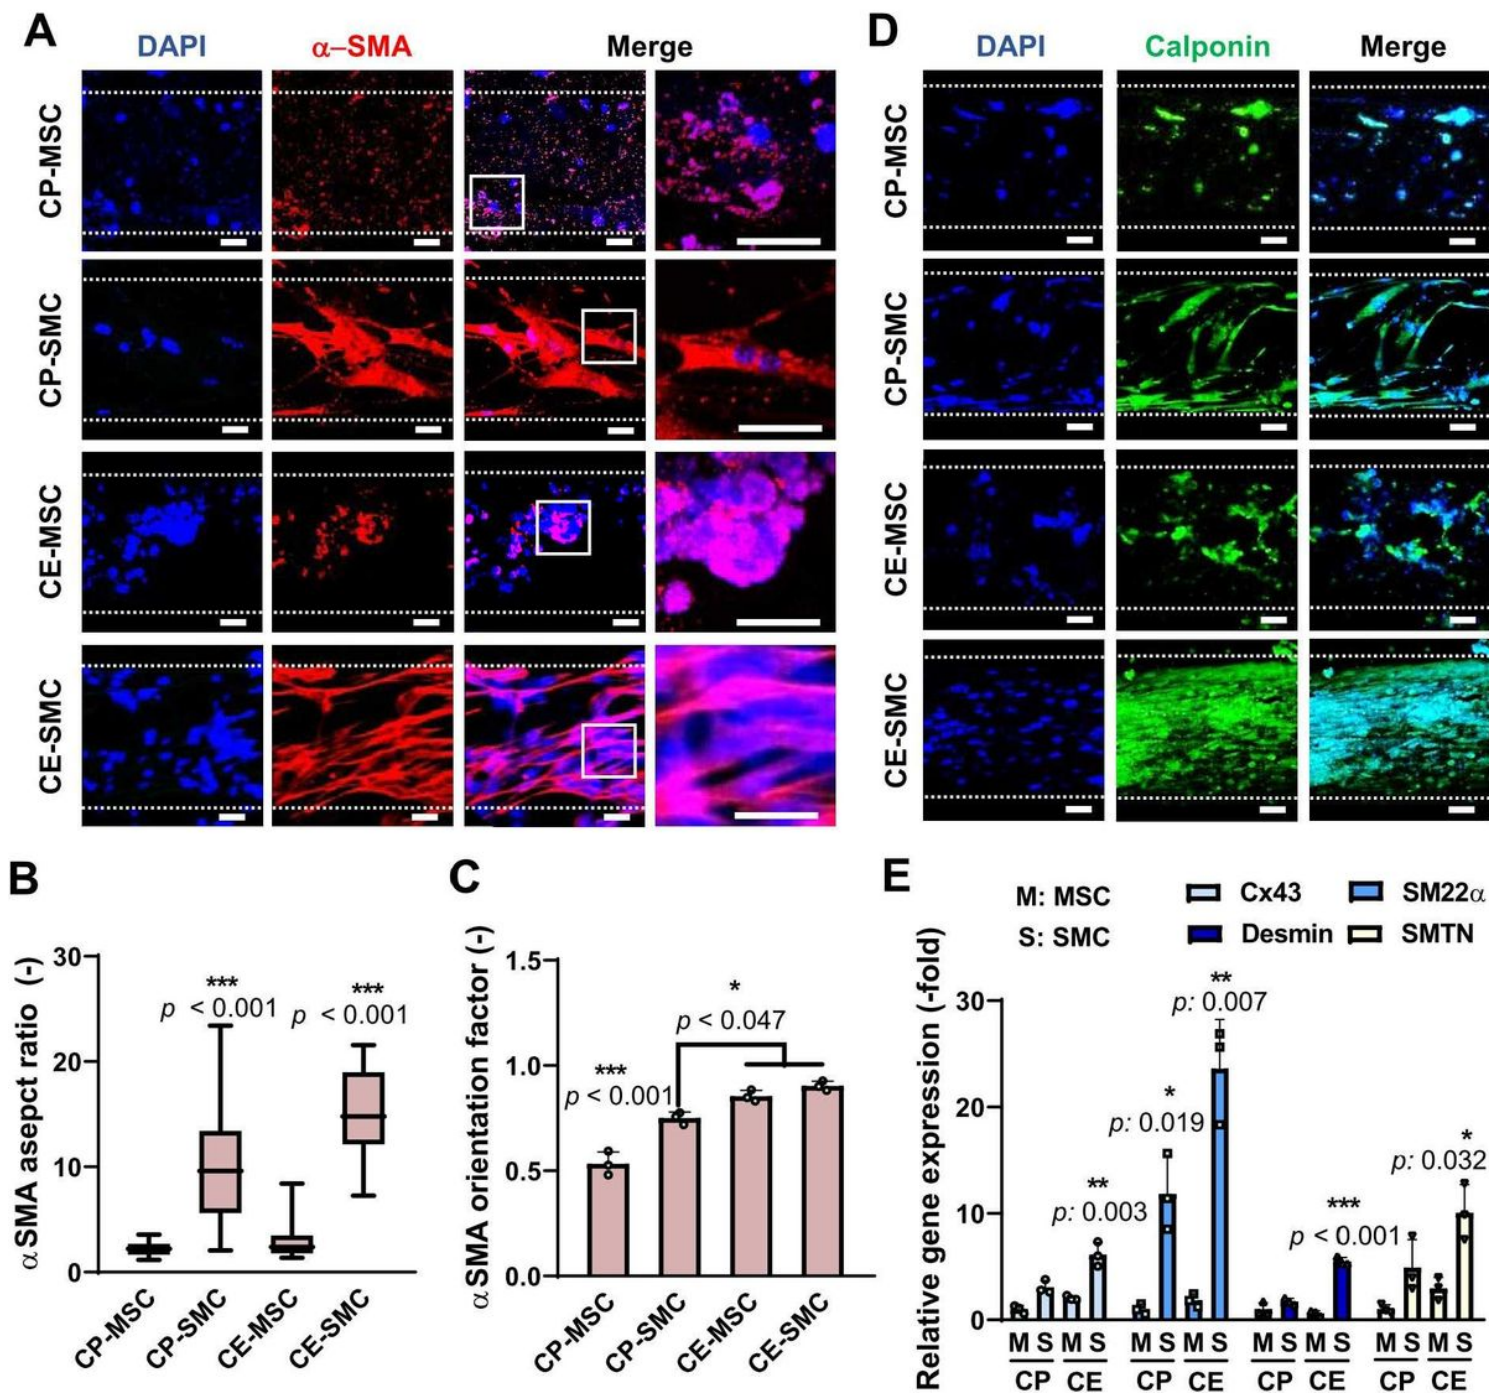 A
DAPI
α–SMA
Merge
CP-MSC
CP-SMC
CE-MSC
CE-SMC
D
DAPI
Calponin
Merge
CP-MSC
CP-SMC
CE-MSC
CE-SMC
B
αSMA asepct ratio (-)
30
20
10
0
***
p < 0.001
***
p < 0.001
CP-MSC
CP-SMC
CE-MSC
CE-SMC
C
αSMA orientation factor (-)
1.5
1.0
0.5
0.0
***
p < 0.001
*
p < 0.047
CP-MSC
CP-SMC
CE-MSC
CE-SMC
E
M: MSC
S: SMC
Cx43
SM22α
Desmin
SMTN
Relative gene expression (-fold)
30
20
10
0
**
p: 0.003
*
p: 0.019
**
p: 0.007
***
p < 0.001
*
p: 0.032
M S M S M S M S M S M S M S M S
CP CE CP CE CP CE CP CE